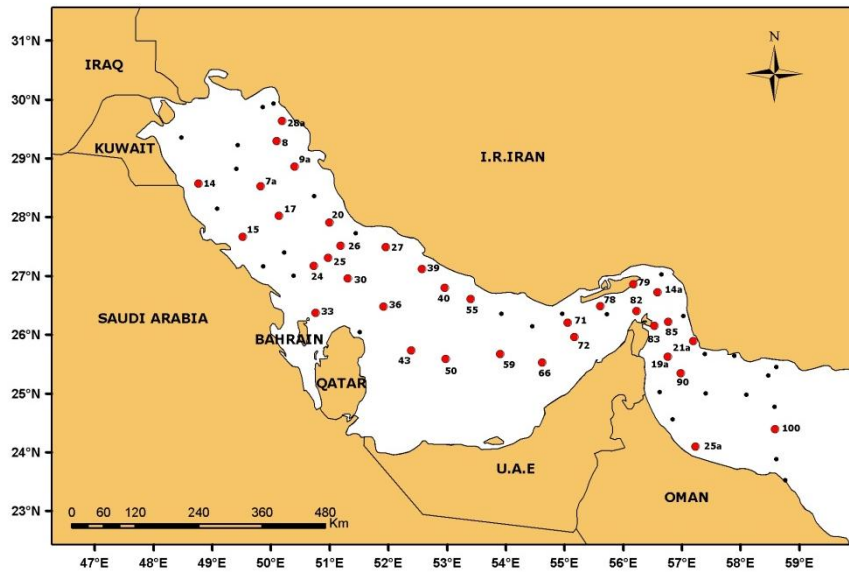 N
31°N
IRAQ
30°N
28a
KUWAIT
8
29°N
9a
I.R.IRAN
14
7a
28°N
17
20
15
26
27
25
27°N
24
30
39
79
14a
40
55
78
82
36
SAUDI ARABIA
33
71
85
26°N
BAHRAIN
83
21a
43
72
50
59
66
19a
QATAR
90
25°N
100
24°N
25a
U.A.E
OMAN
23°N
0 30 60 120 240 360 480
Km
47°E 48°E 49°E 50°E 51°E 52°E 53°E 54°E 55°E 56°E 57°E 58°E 59°E